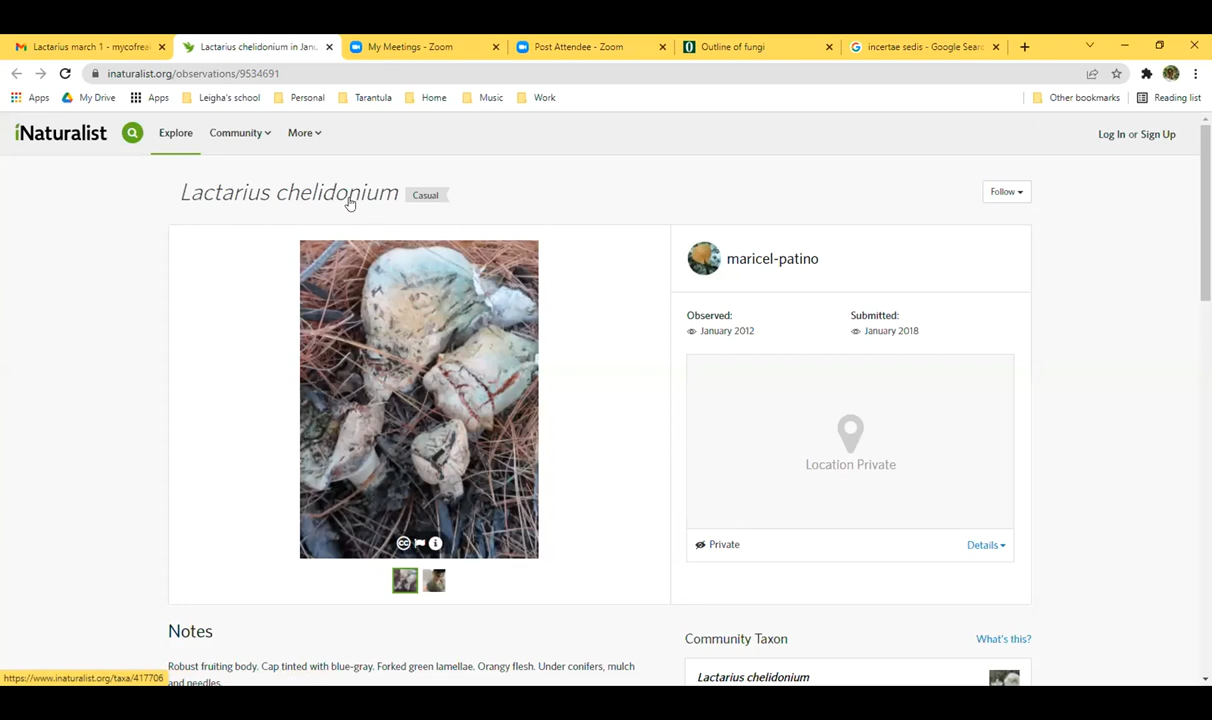 Lactarius march 1 - mycofreak
Lactarius chelidonium in Janu
My Meetings - Zoom
Post Attendee - Zoom
Outline of fungi
incertae sedis - Google Searc
inaturalist.org/observations/9534691
Apps My Drive Apps Leigha's school Personal Tarantula Home Music Work Other bookmarks Reading list
iNaturalist Explore Community More Log In or Sign Up
Lactarius chelidonium Casual Follow
maricel-patino
Observed: Submitted:
January 2012 January 2018
Location Private
Private Details
Notes
Robust fruiting body. Cap tinted with blue-gray. Forked green lamellae. Orangy flesh. Under conifers, mulch
and needles.
Community Taxon What's this?
Lactarius chelidonium
https://www.inaturalist.org/taxa/417706